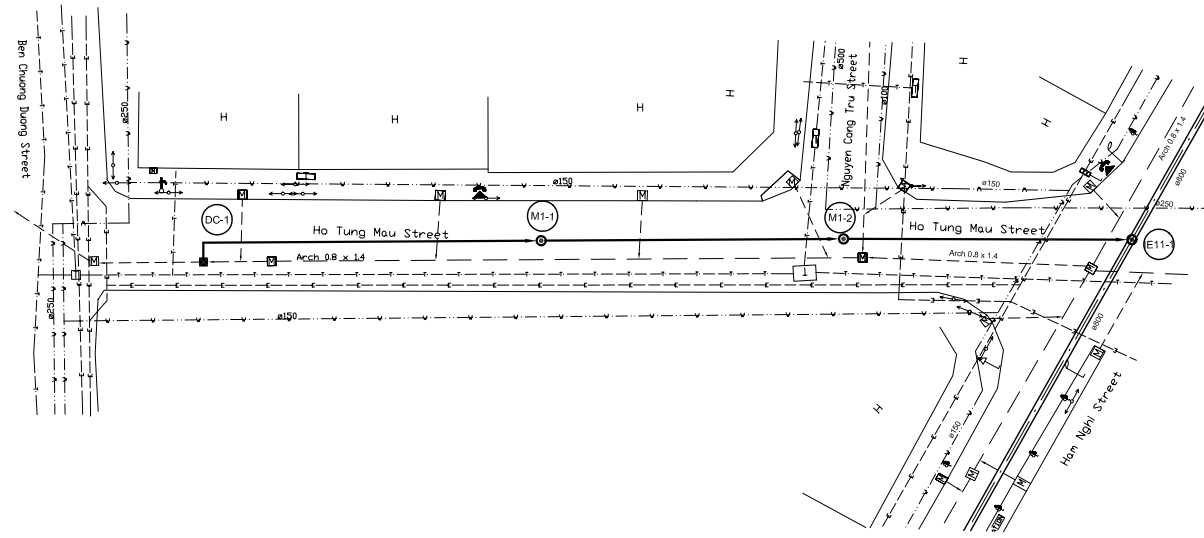 Ben Chuong Duong Street
ø250
H
H
H
H
H
H
ø500
Nguyen Cong Tru Street
ø100
Arch 0.8 x 1.4
ø800
ø250
ø150
ø150
M
M
M
M
M
DC-1
M1-1
M1-2
E11-1
Ho Tung Mau Street
Ho Tung Mau Street
M
M
M
M
Arch 0.8 x 1.4
Arch 0.8 x 1.4
ø250
ø150
ø800
M
M
H
ø150
Ham Nghi Street
M
M
M